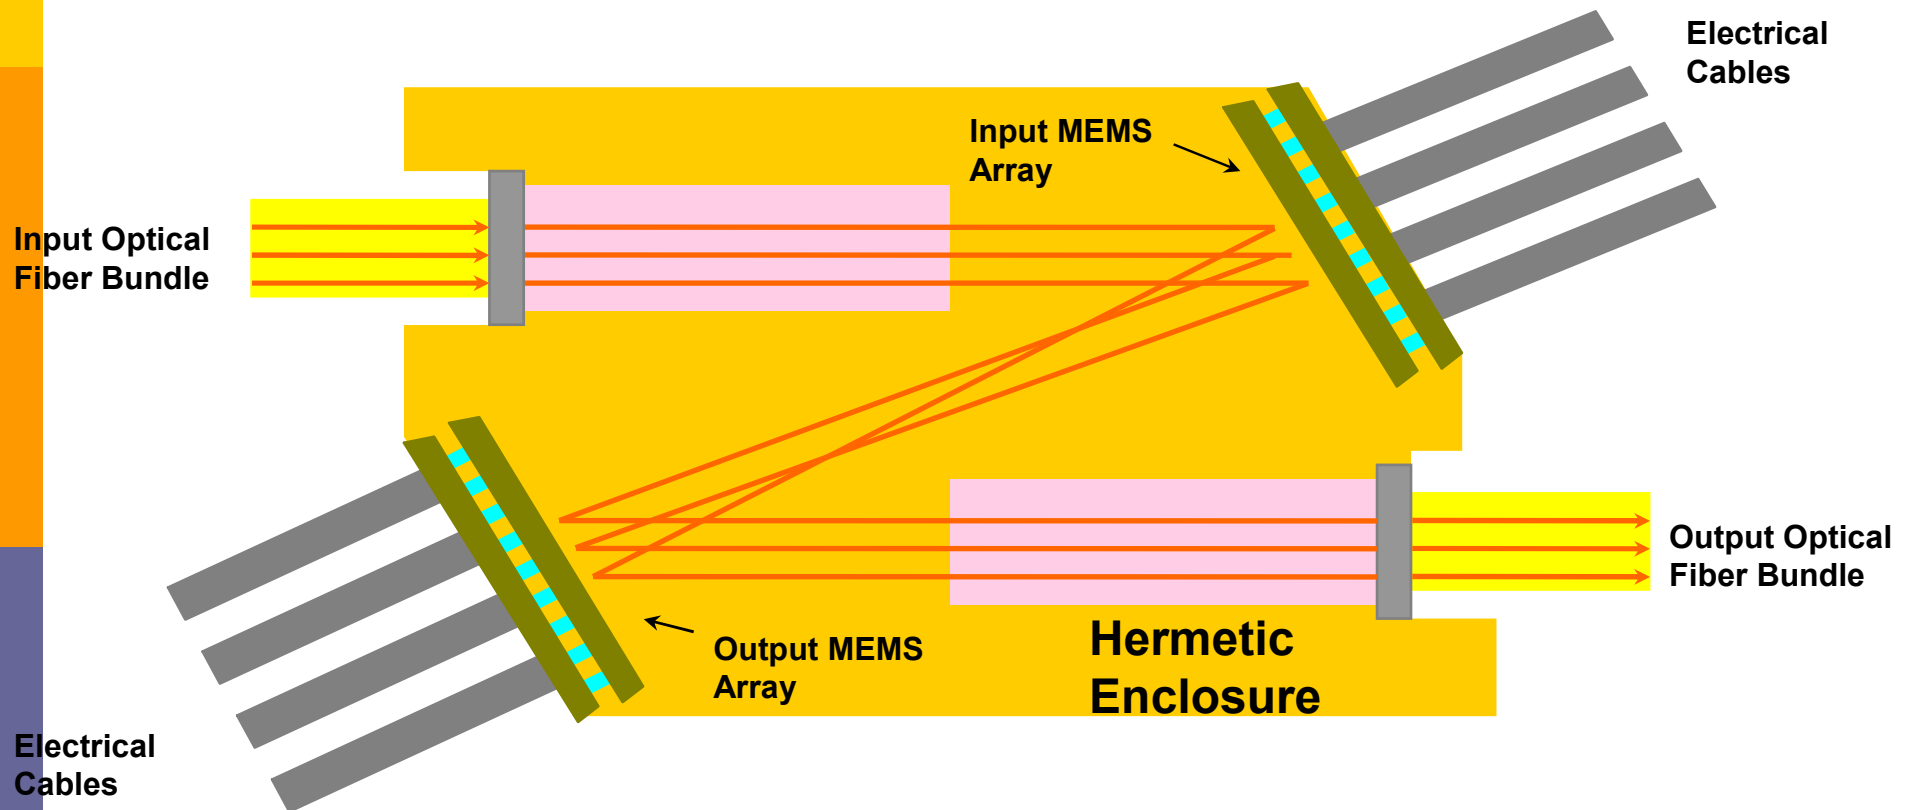 Electrical
Cables
Input MEMS
Array
Input Optical
Fiber Bundle
Output Optical
Fiber Bundle
Hermetic
Enclosure
Output MEMS
Array
Electrical
Cables